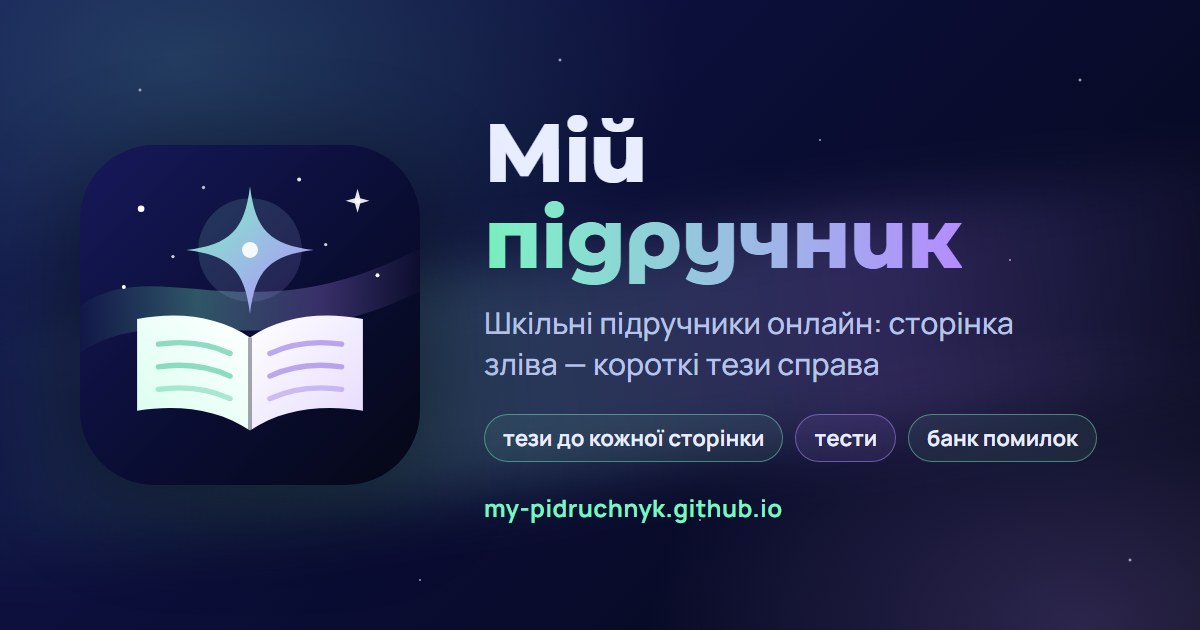 Мій
підручник
Шкільні підручники онлайн: сторінка
зліва — короткі тези справа
тези до кожної сторінки
тести
банк помилок
my-pidruchnyk.github.io